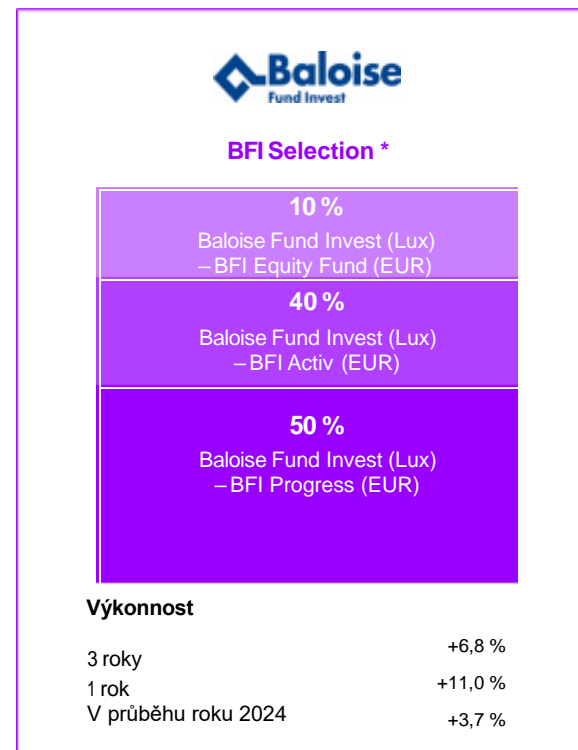 Baloise
Fund Invest
BFI Selection *
10 %
Baloise Fund Invest (Lux)
– BFI Equity Fund (EUR)
40 %
Baloise Fund Invest (Lux)
– BFI Activ (EUR)
50 %
Baloise Fund Invest (Lux)
– BFI Progress (EUR)
Výkonnost
3 roky +6,8 %
1 rok +11,0 %
V průběhu roku 2024 +3,7 %